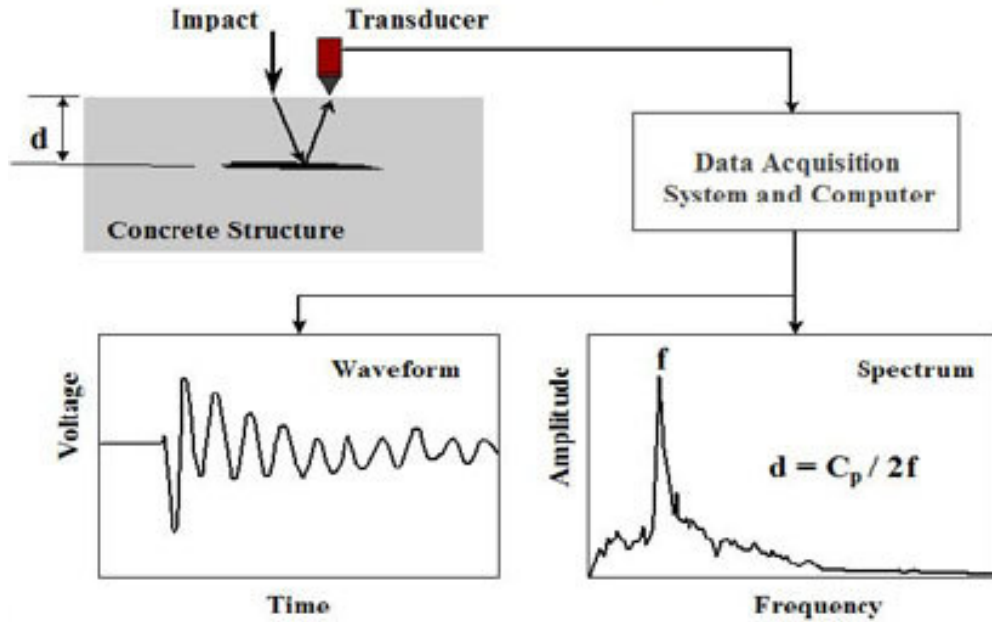 Impact
Transducer
d
Concrete Structure
Data Acquisition
System and Computer
Voltage
Waveform
Time
Amplitude
f
Spectrum
d = Cₚ / 2f
Frequency